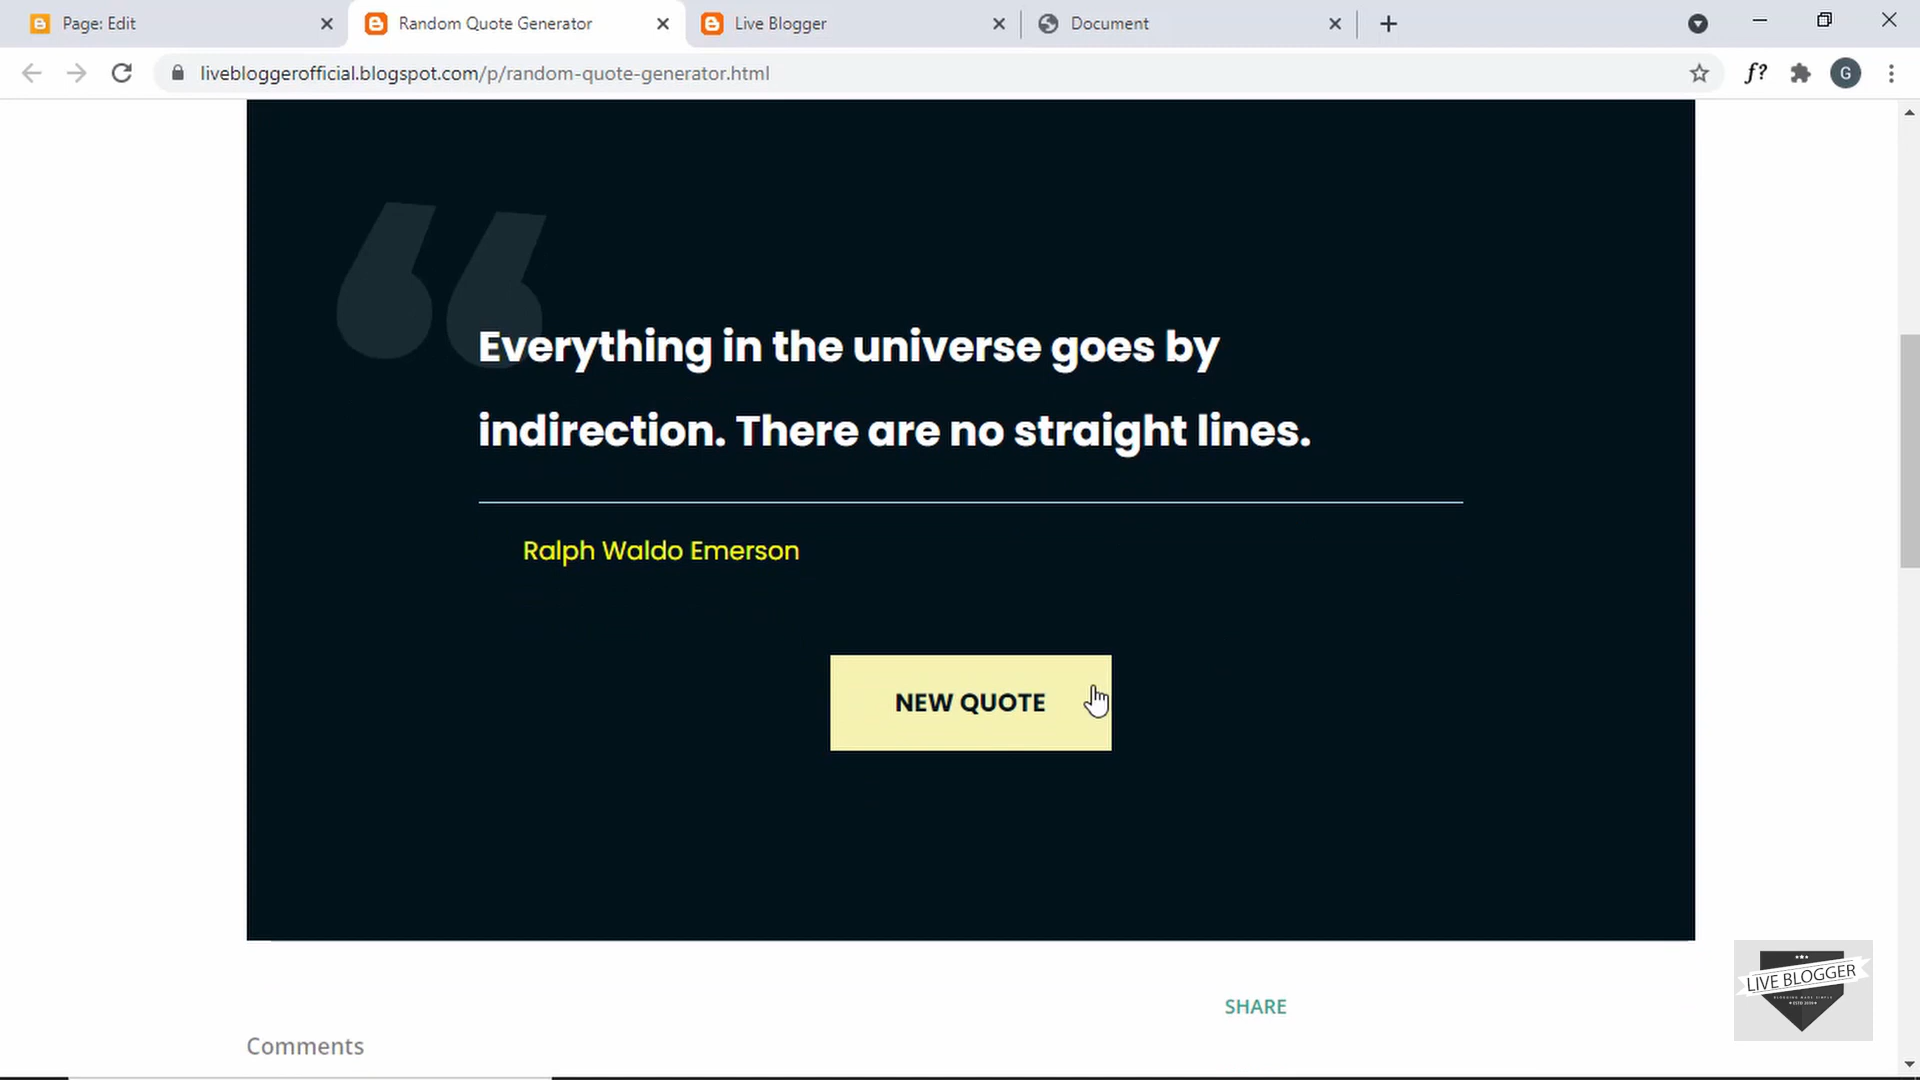 Page: Edit
Random Quote Generator
Live Blogger
Document
livebloggerofficial.blogspot.com/p/random-quote-generator.html
f?
G
“
Everything in the universe goes by
indirection. There are no straight lines.
Ralph Waldo Emerson
NEW QUOTE
SHARE
Comments
LIVE BLOGGER